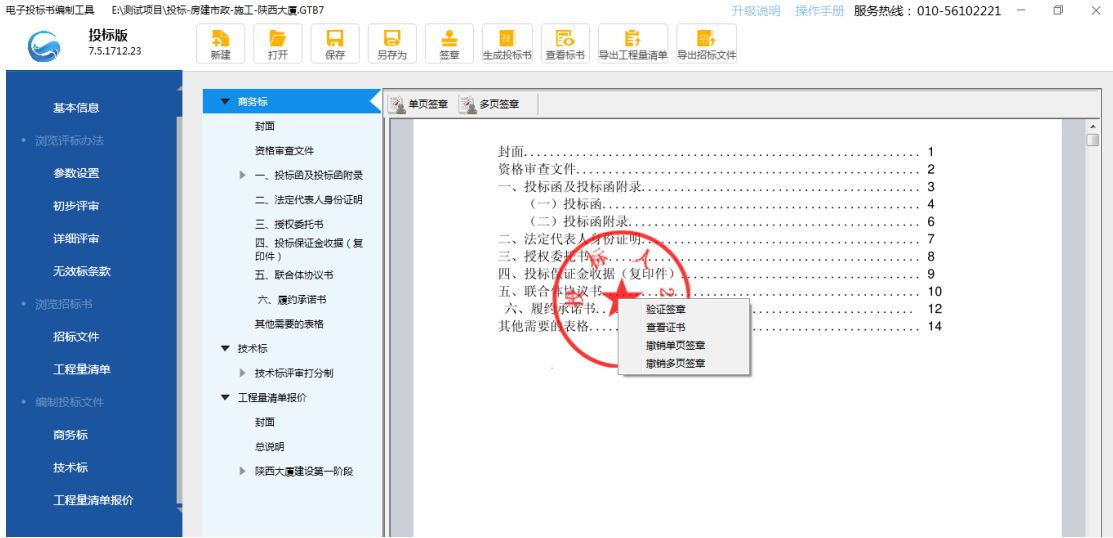 电子投标书编制工具 E:\测试项目\投标-房建市政-施工-陕西大厦.GTB7
升级说明 操作手册 服务热线：010-56102221
投标版
7.5.1712.23
新建 打开 保存 另存为 签章 生成投标书 查看标书 导出工程量清单 导出招标文件
基本信息
浏览评标办法
参数设置
初步评审
详细评审
无效标条款
浏览招标书
招标文件
工程量清单
编制投标文件
商务标
技术标
工程量清单报价
商务标
封面
资格审查文件
一、投标函及投标函附录
二、法定代表人身份证明
三、授权委托书
四、投标保证金收据（复
印件）
五、联合体协议书
六、履约承诺书
其他需要的表格
技术标
技术标评审打分制
工程量清单报价
封面
总说明
陕西大厦建设第一阶段
单页签章 多页签章
封面 1
资格审查文件 2
一、投标函及投标函附录 3
（一）投标函 4
（二）投标函附录 6
二、法定代表人身份证明 7
三、授权委托书 8
四、投标保证金收据（复印件） 9
五、联合体协议书 10
六、履约承诺书 12
其他需要的表格 14
投标人2
验证签章
查看证书
撤销单页签章
撤销多页签章